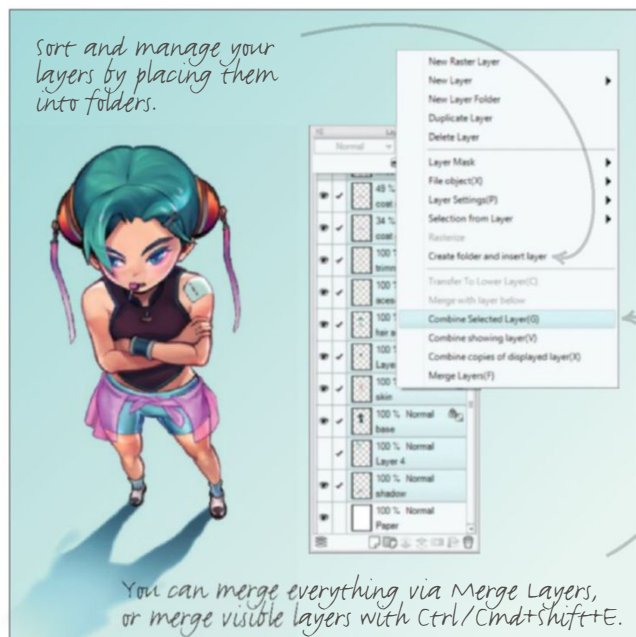 Sort and manage your
layers by placing them
into folders.
New Raster Layer
New Layer
New Layer Folder
Duplicate Layer
Delete Layer
Layer Mask
File object(X)
Layer Settings(P)
Selection from Layer
Rasterize
Create folder and insert layer
Transfer To Lower Layer(C)
Merge with layer below
Combine Selected Layer(G)
Combine showing layer(V)
Combine copies of displayed layer(X)
Merge Layers(F)
Normal
49 %
coat
34 %
coat
100 %
100
100
hair
100
100
skin
100 % Normal
base
100 % Normal
Layer 4
100 % Normal
shadow
100 % Normal
Paper
You can merge everything via Merge Layers,
or merge visible layers with Ctrl/Cmd+Shift+E.